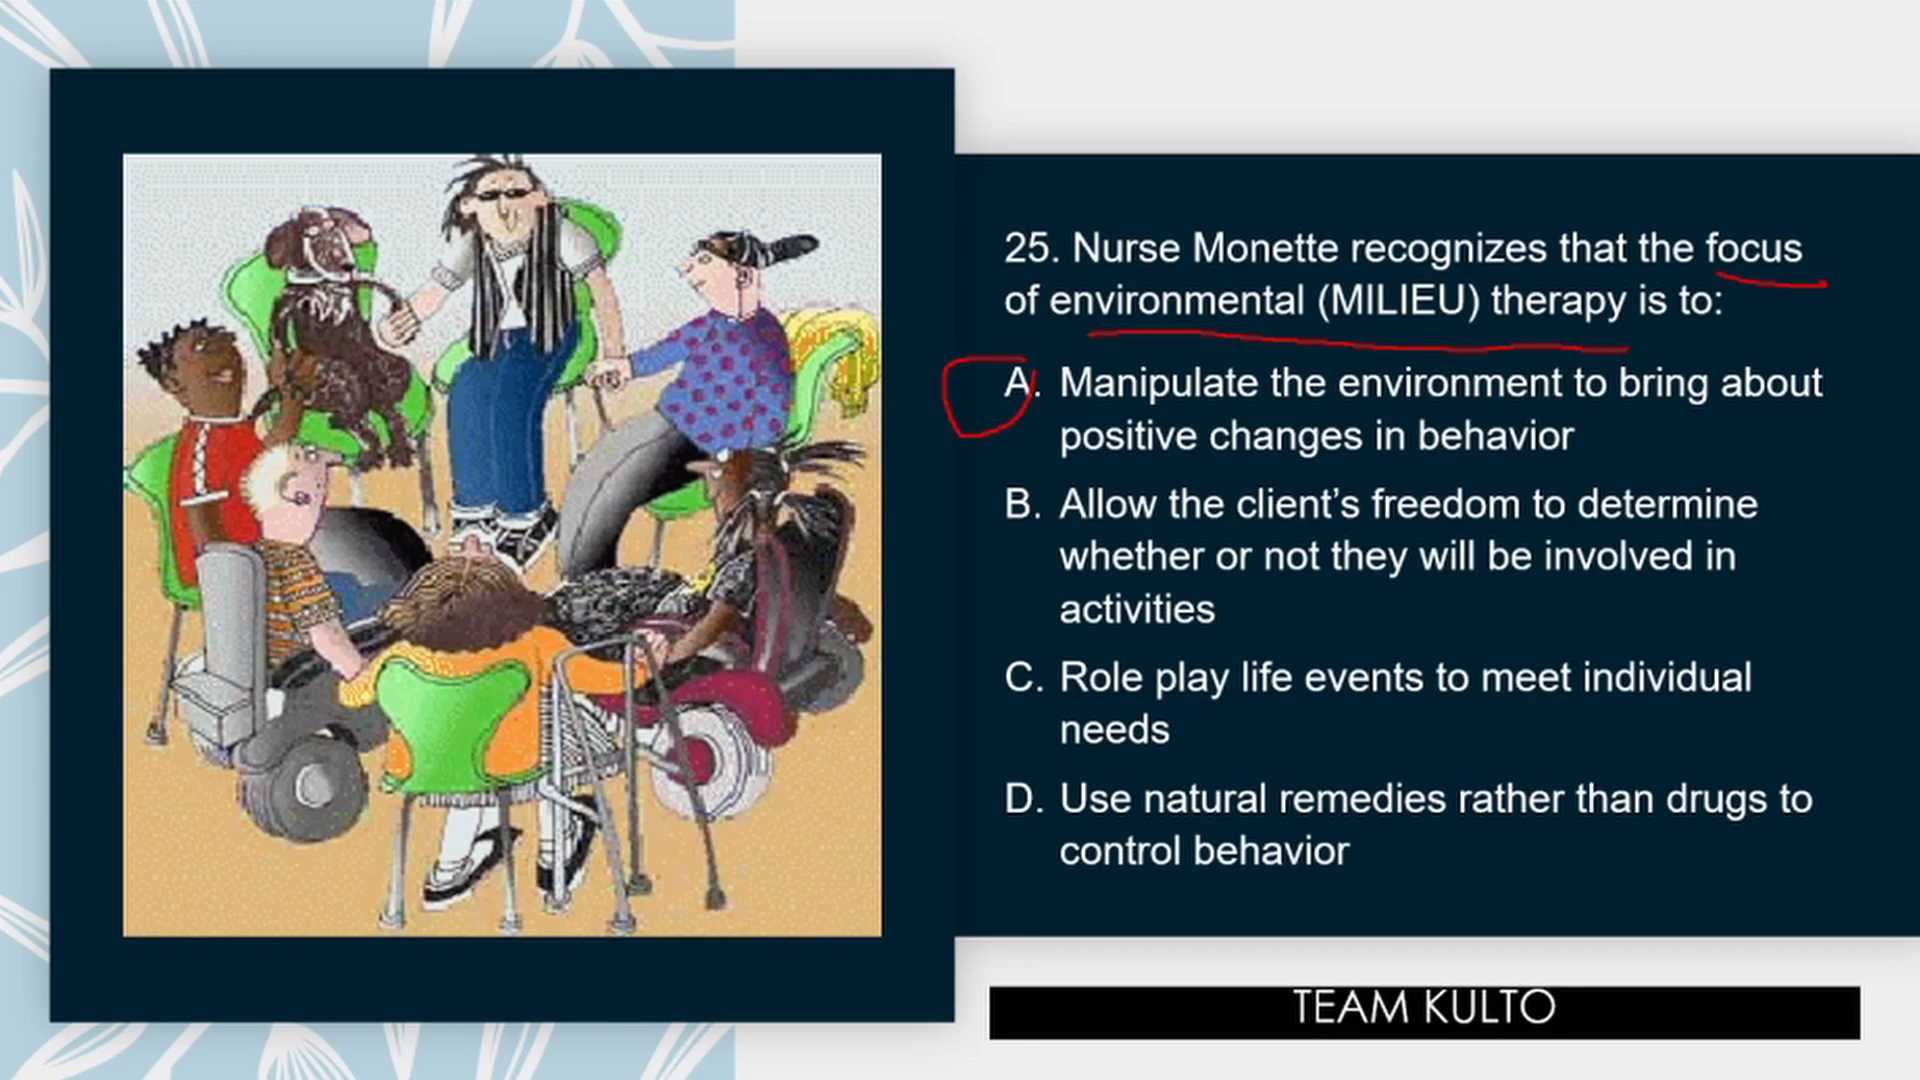 25. Nurse Monette recognizes that the focus
of environmental (MILIEU) therapy is to:
A. Manipulate the environment to bring about
positive changes in behavior
B. Allow the client’s freedom to determine
whether or not they will be involved in
activities
C. Role play life events to meet individual
needs
D. Use natural remedies rather than drugs to
control behavior
TEAM KULTO